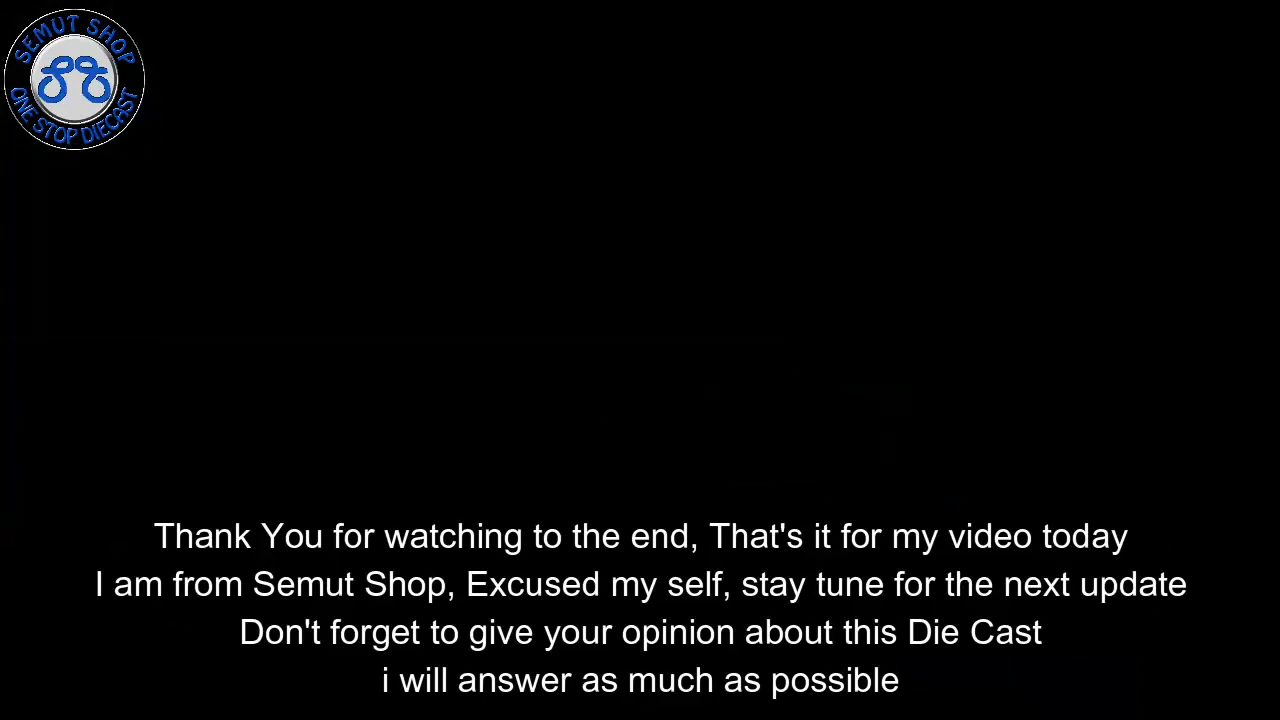 SEMUT SHOP
ONE STOP DIECAST
Thank You for watching to the end, That's it for my video today
I am from Semut Shop, Excused my self, stay tune for the next update
Don't forget to give your opinion about this Die Cast
i will answer as much as possible